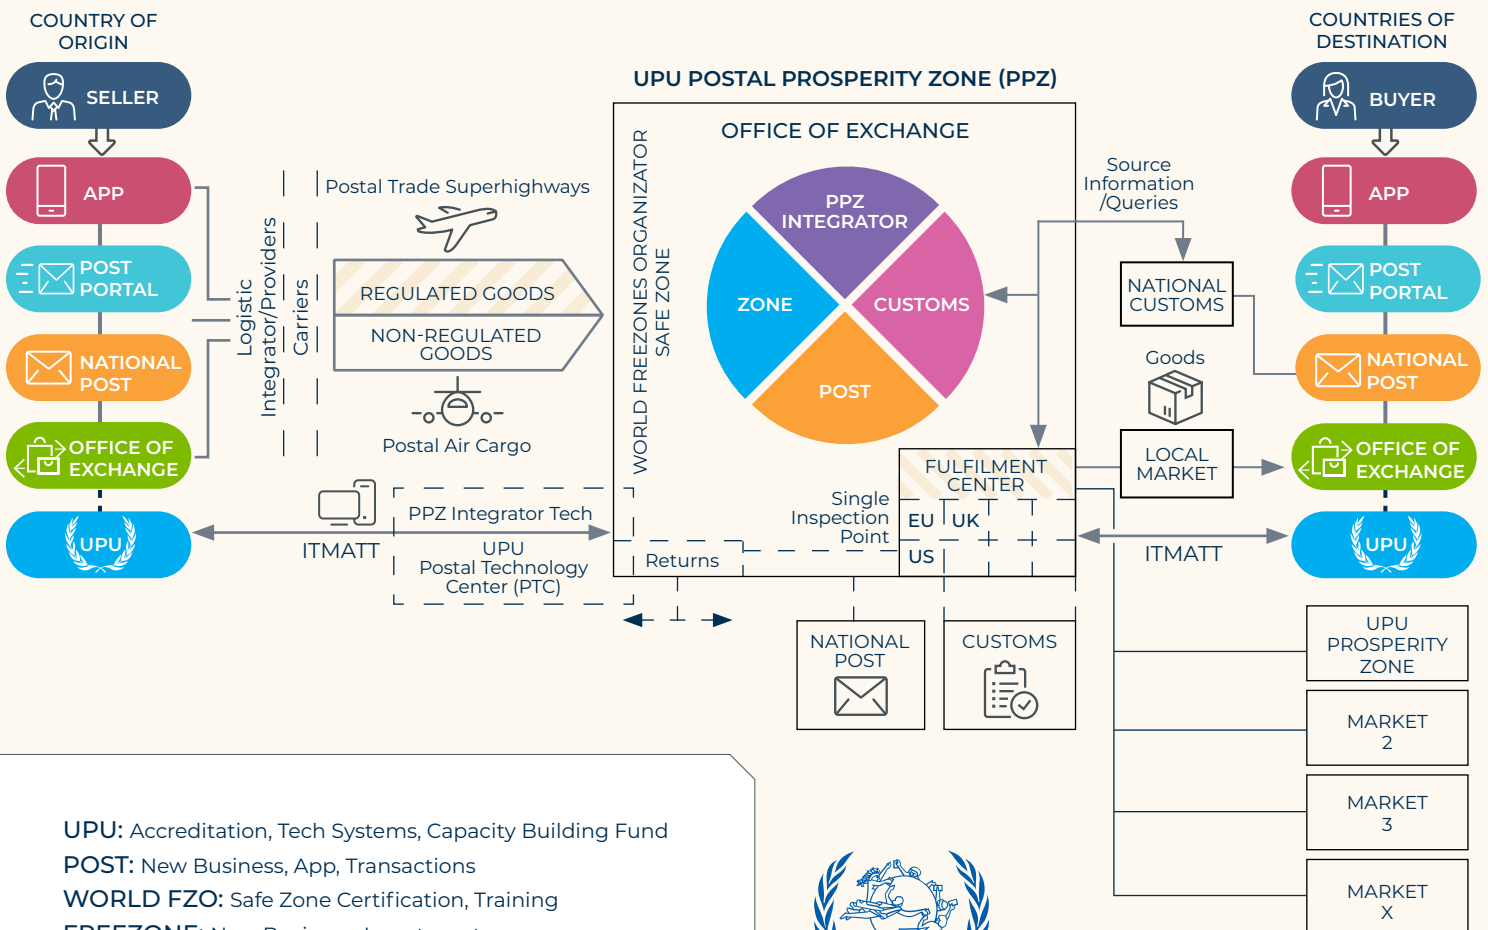 COUNTRY OF
ORIGIN
SELLER
APP
POST
PORTAL
NATIONAL
POST
OFFICE OF
EXCHANGE
UPU
Logistic
Integrator/Providers
Carriers
Postal Trade Superhighways
REGULATED GOODS
NON-REGULATED
GOODS
Postal Air Cargo
ITMATT
PPZ Integrator Tech
UPU
Postal Technology
Center (PTC)
UPU POSTAL PROSPERITY ZONE (PPZ)
WORLD FREEZONES ORGANIZATOR
SAFE ZONE
OFFICE OF EXCHANGE
PPZ
INTEGRATOR
ZONE
CUSTOMS
POST
FULFILMENT
CENTER
Single
Inspection
Point
EU
UK
US
Returns
NATIONAL
POST
CUSTOMS
Source
Information
/Queries
NATIONAL
CUSTOMS
Goods
LOCAL
MARKET
ITMATT
COUNTRIES OF
DESTINATION
BUYER
APP
POST
PORTAL
NATIONAL
POST
OFFICE OF
EXCHANGE
UPU
UPU
PROSPERITY
ZONE
MARKET
2
MARKET
3
MARKET
X
UPU: Accreditation, Tech Systems, Capacity Building Fund
POST: New Business, App, Transactions
WORLD FZO: Safe Zone Certification, Training